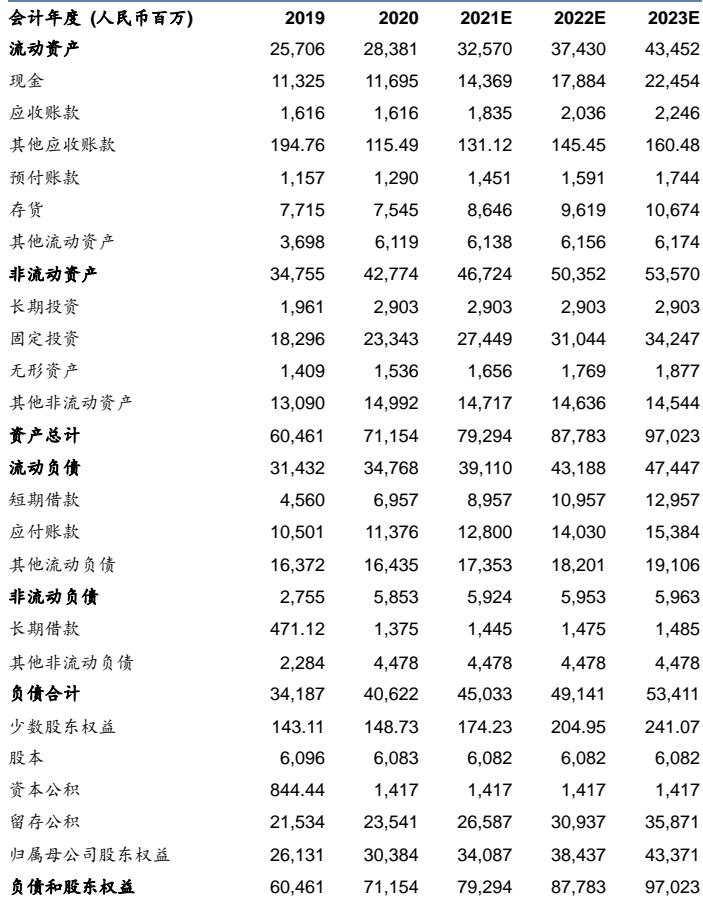 会计年度 (人民币百万) 2019 2020 2021E 2022E 2023E
流动资产 25,706 28,381 32,570 37,430 43,452
现金 11,325 11,695 14,369 17,884 22,454
应收账款 1,616 1,616 1,835 2,036 2,246
其他应收账款 194.76 115.49 131.12 145.45 160.48
预付账款 1,157 1,290 1,451 1,591 1,744
存货 7,715 7,545 8,646 9,619 10,674
其他流动资产 3,698 6,119 6,138 6,156 6,174
非流动资产 34,755 42,774 46,724 50,352 53,570
长期投资 1,961 2,903 2,903 2,903 2,903
固定投资 18,296 23,343 27,449 31,044 34,247
无形资产 1,409 1,536 1,656 1,769 1,877
其他非流动资产 13,090 14,992 14,717 14,636 14,544
资产总计 60,461 71,154 79,294 87,783 97,023
流动负债 31,432 34,768 39,110 43,188 47,447
短期借款 4,560 6,957 8,957 10,957 12,957
应付账款 10,501 11,376 12,800 14,030 15,384
其他流动负债 16,372 16,435 17,353 18,201 19,106
非流动负债 2,755 5,853 5,924 5,953 5,963
长期借款 471.12 1,375 1,445 1,475 1,485
其他非流动负债 2,284 4,478 4,478 4,478 4,478
负债合计 34,187 40,622 45,033 49,141 53,411
少数股东权益 143.11 148.73 174.23 204.95 241.07
股本 6,096 6,083 6,082 6,082 6,082
资本公积 844.44 1,417 1,417 1,417 1,417
留存公积 21,534 23,541 26,587 30,937 35,871
归属母公司股东权益 26,131 30,384 34,087 38,437 43,371
负债和股东权益 60,461 71,154 79,294 87,783 97,023